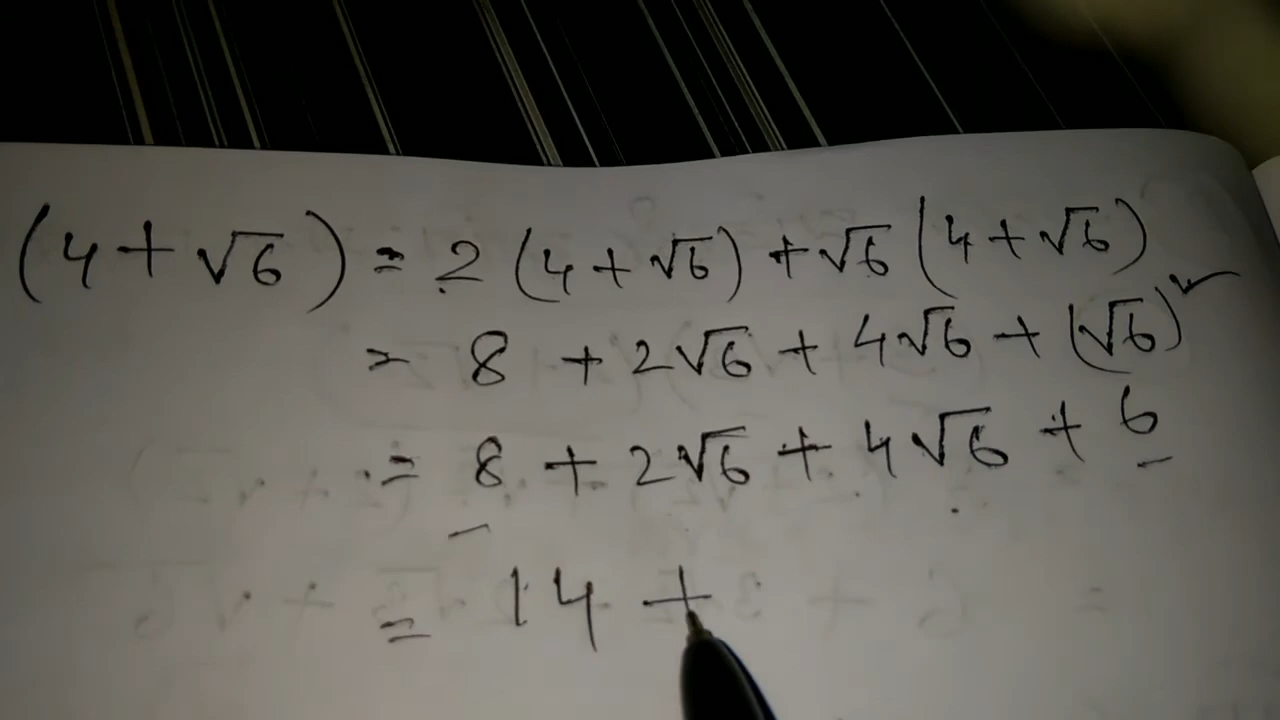 (4+√6) = 2(4+√6)+√6(4+√6)
= 8 + 2√6 + 4√6 + (√6)²
= 8 + 2√6 + 4√6 + 6
= 14 +